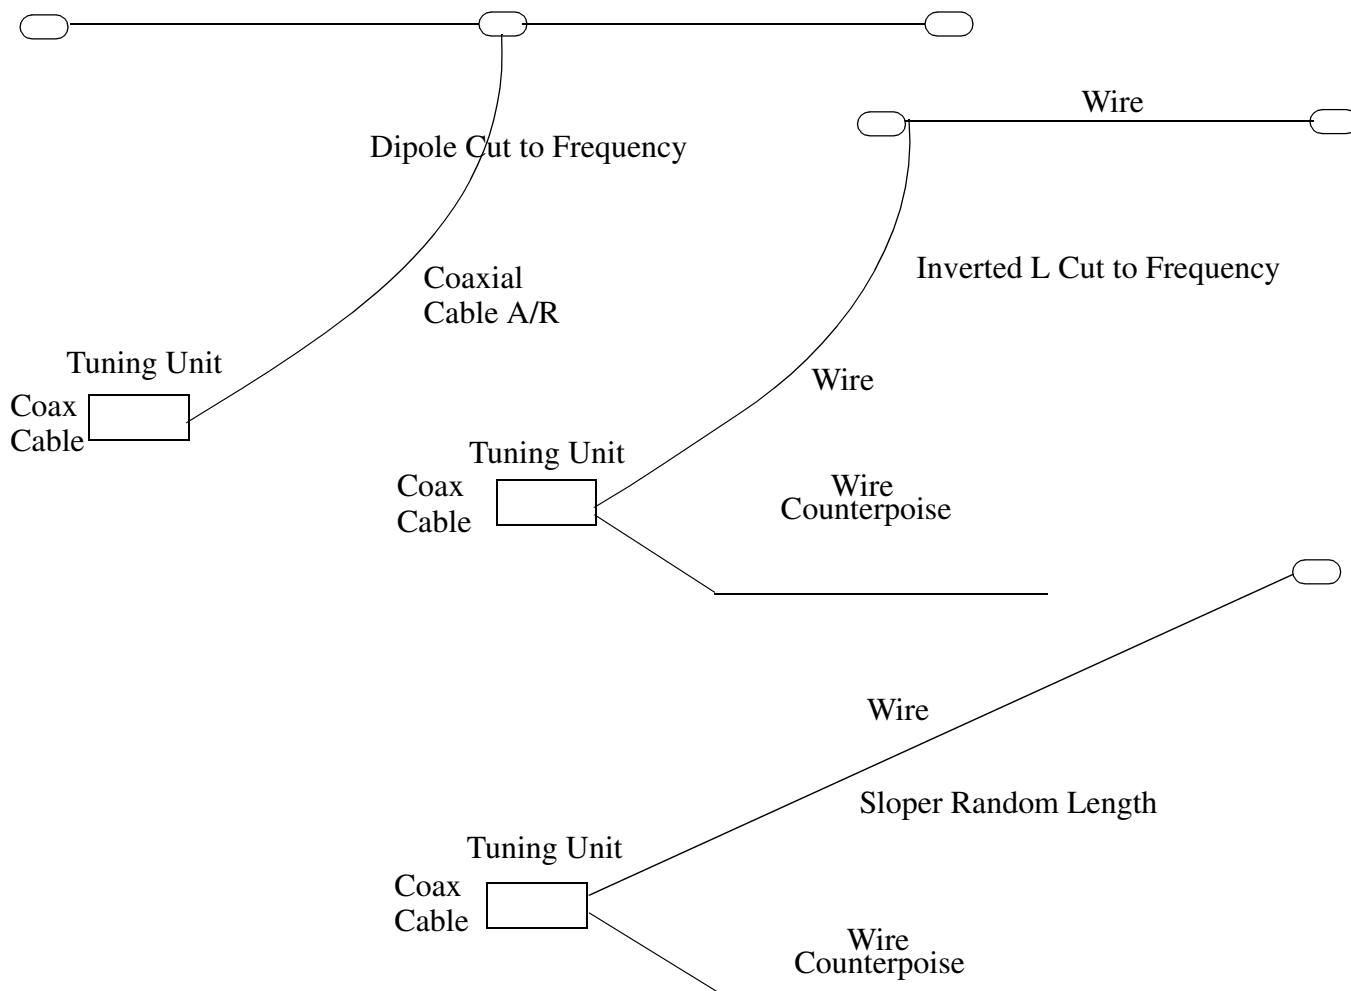 Wire
Dipole Cut to Frequency
Inverted L Cut to Frequency
Coaxial
Cable A/R
Tuning Unit
Coax
Cable
Wire
Tuning Unit
Coax
Cable
Wire
Counterpoise
Wire
Sloper Random Length
Tuning Unit
Coax
Cable
Wire
Counterpoise